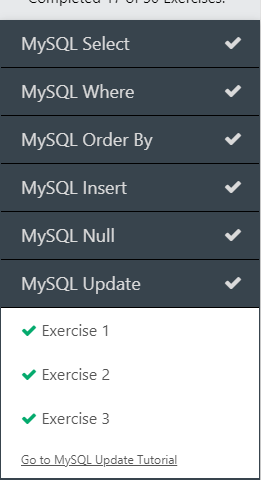 Completed 17 of 50 Exercises:
MySQL Select
MySQL Where
MySQL Order By
MySQL Insert
MySQL Null
MySQL Update
Exercise 1
Exercise 2
Exercise 3
Go to MySQL Update Tutorial